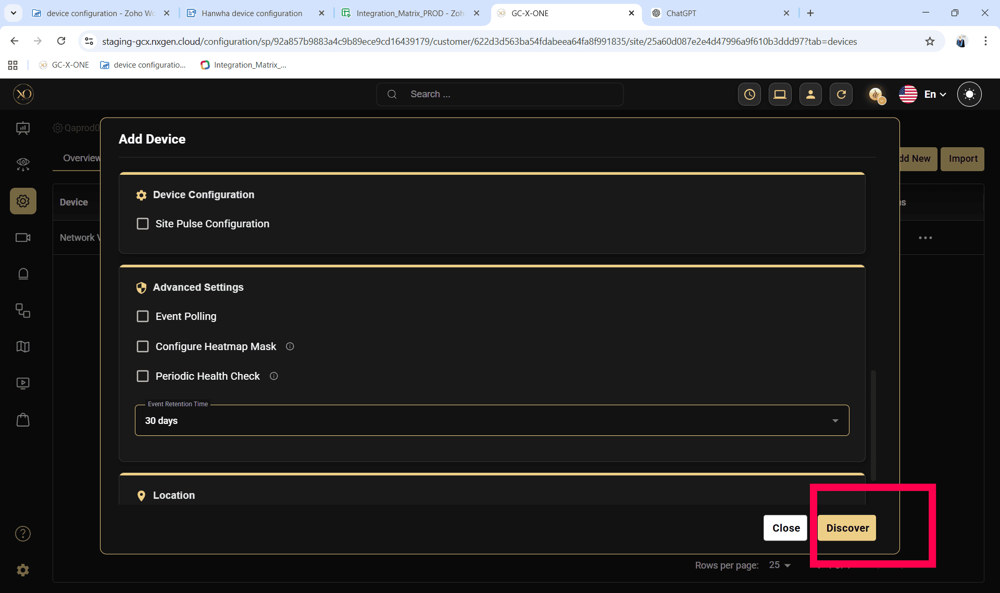 device configuration - Zoho Wo
Hanwha device configuration
Integration_Matrix_PROD - Zoho
GC-X-ONE
ChatGPT
staging-gcx.nxgen.cloud/configuration/sp/92a857b9883a4c9b89ece9cd16439179/customer/622d3d563ba54fdabeea64fa8f991835/site/25a60d087e2e4d47996a9f610b3ddd97?tab=devices
GC-X-ONE
device configuratio...
Integration_Matrix_...
XO
Search ...
En
Qaprod0
Add Device
Overview
dd New
Import
Device Configuration
Device
Site Pulse Configuration
Network V
Advanced Settings
Event Polling
Configure Heatmap Mask
Periodic Health Check
Event Retention Time
30 days
Location
Close
Discover
Rows per page: 25